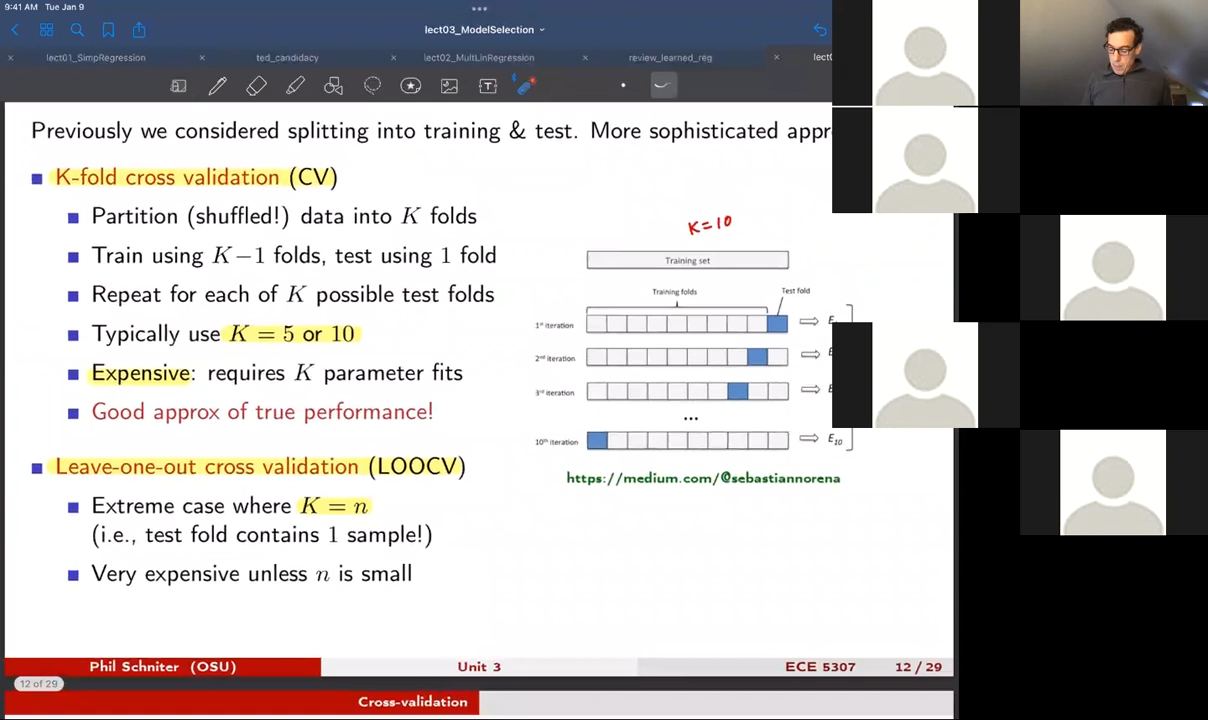 9:41 AM Tue Jan 9
lect03_ModelSelection
lect01_SimpRegression
ted_candidacy
lect02_MultLinRegression
review_learned_reg
lect0
Previously we considered splitting into training & test. More sophisticated appr
K-fold cross validation (CV)
Partition (shuffled!) data into K folds
Train using K−1 folds, test using 1 fold
Repeat for each of K possible test folds
Typically use K = 5 or 10
Expensive: requires K parameter fits
Good approx of true performance!
K=10
Training set
Training folds
Test fold
1st iteration
2nd iteration
3rd iteration
...
10th iteration
E10
https://medium.com/@sebastiannorena
Leave-one-out cross validation (LOOCV)
Extreme case where K = n
(i.e., test fold contains 1 sample!)
Very expensive unless n is small
Phil Schniter (OSU)
Unit 3
ECE 5307
12 / 29
12 of 29
Cross-validation